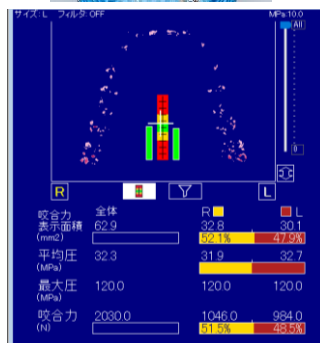 サイズ: L フィルタ: OFF MPa:10.0
All
0
R L
咬合力 全体 R L
表示面積 62.9 32.8 30.1
(mm2) 52.1% 47.9%
平均圧 32.3 31.9 32.7
(MPa)
最大圧 120.0 120.0 120.0
(MPa)
咬合力 2030.0 1046.0 984.0
(N) 51.5% 48.5%